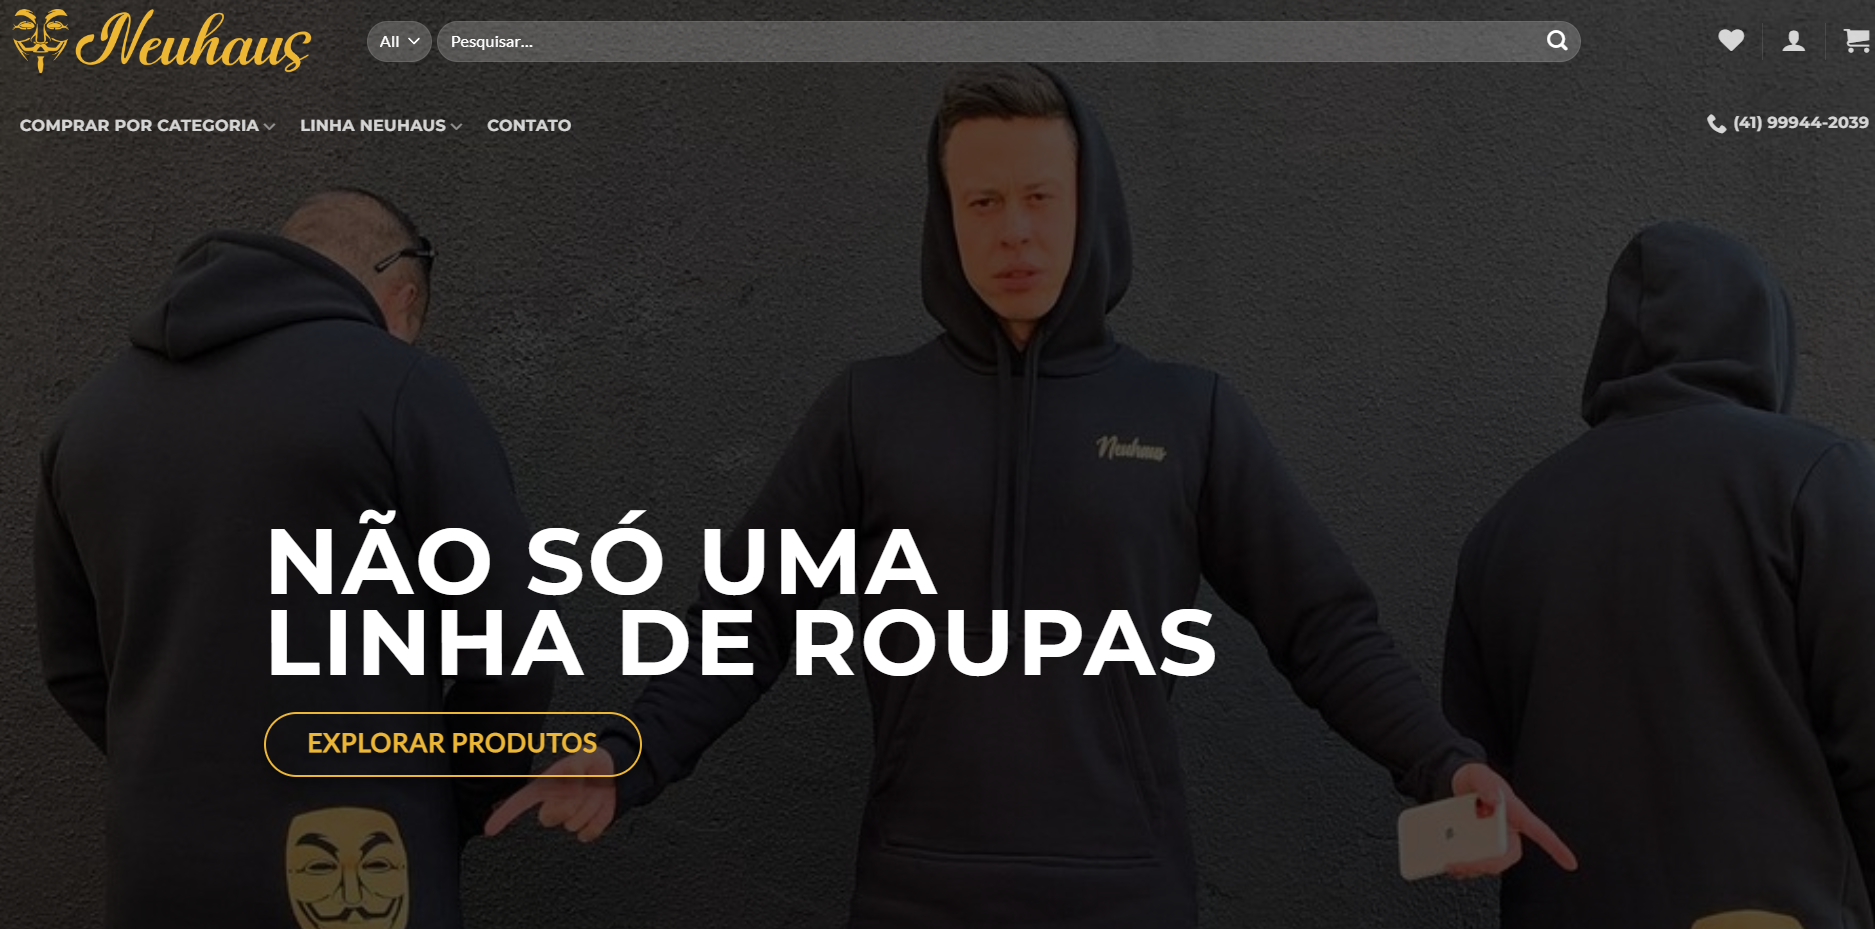 Neuhaus
All
Pesquisar...
COMPRAR POR CATEGORIA
LINHA NEUHAUS
CONTATO
(41) 99944-2039
Neuhaus
NÃO SÓ UMA
LINHA DE ROUPAS
EXPLORAR PRODUTOS